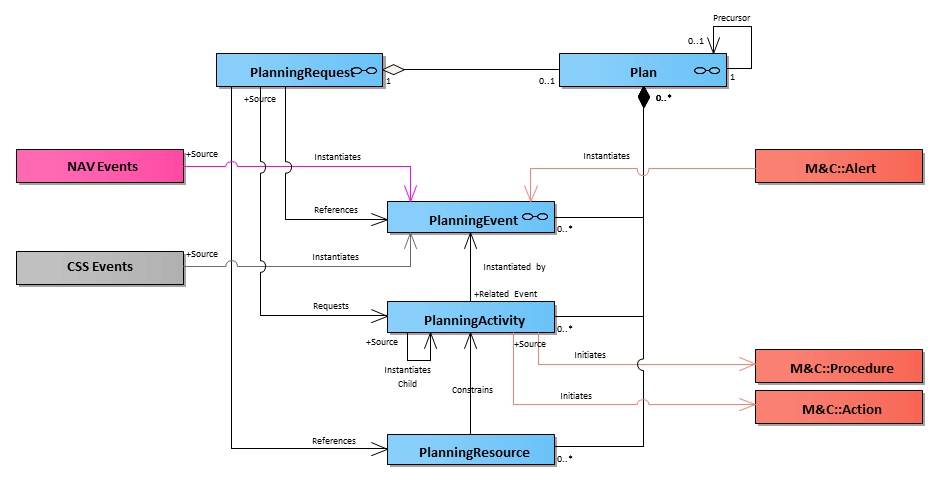 Precursor
0..1
PlanningRequest
1
0..1
Plan
1
+Source
0..*
NAV Events
+Source
Instantiates
Instantiates
M&C::Alert
References
PlanningEvent
0..*
CSS Events
+Source
Instantiates
Instantiated by
+Related Event
Requests
PlanningActivity
0..*
+Source
+Source
Initiates
Instantiates
Child
M&C::Procedure
Constrains
Initiates
M&C::Action
References
PlanningResource
0..*